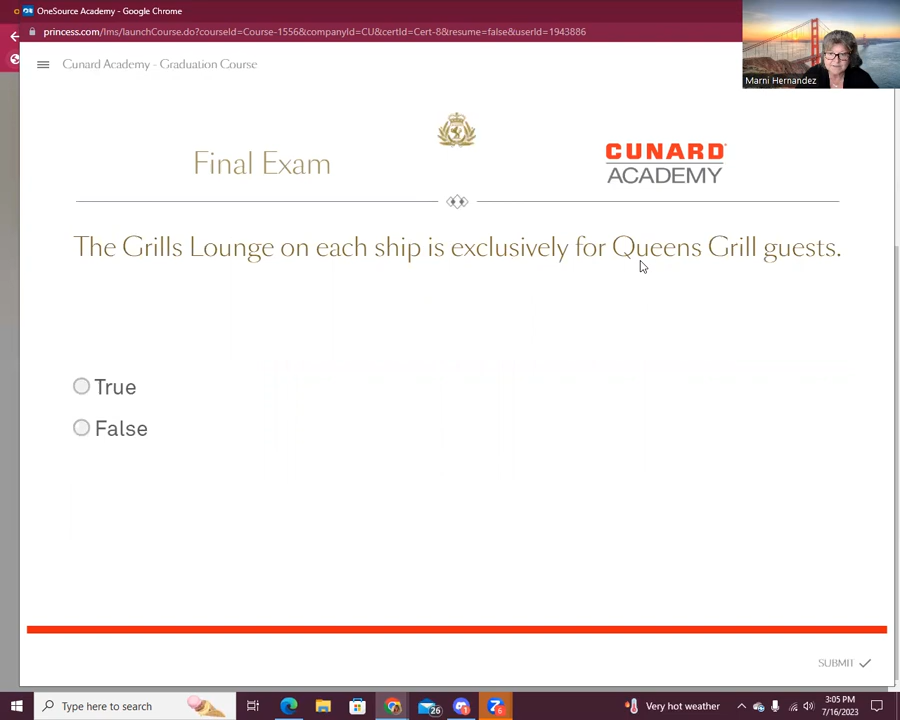 OneSource Academy - Google Chrome
princess.com/lms/launchCourse.do?courseId=Course-1556&companyId=CU&certId=Cert-8&resume=false&userId=1943886
Marni Hernandez
Cunard Academy - Graduation Course
Final Exam
CUNARD
ACADEMY
The Grills Lounge on each ship is exclusively for Queens Grill guests.
True
False
SUBMIT
Type here to search
26
Very hot weather
3:05 PM
7/16/2023